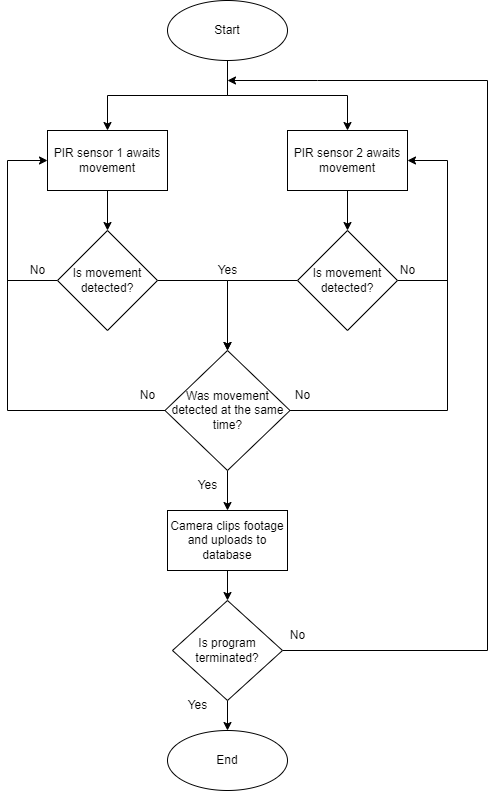 Start
PIR sensor 1 awaits
movement
PIR sensor 2 awaits
movement
No
Is movement
detected?
Yes
Is movement
detected?
No
No
Was movement
detected at the same
time?
No
Yes
Camera clips footage
and uploads to
database
Is program
terminated?
No
Yes
End